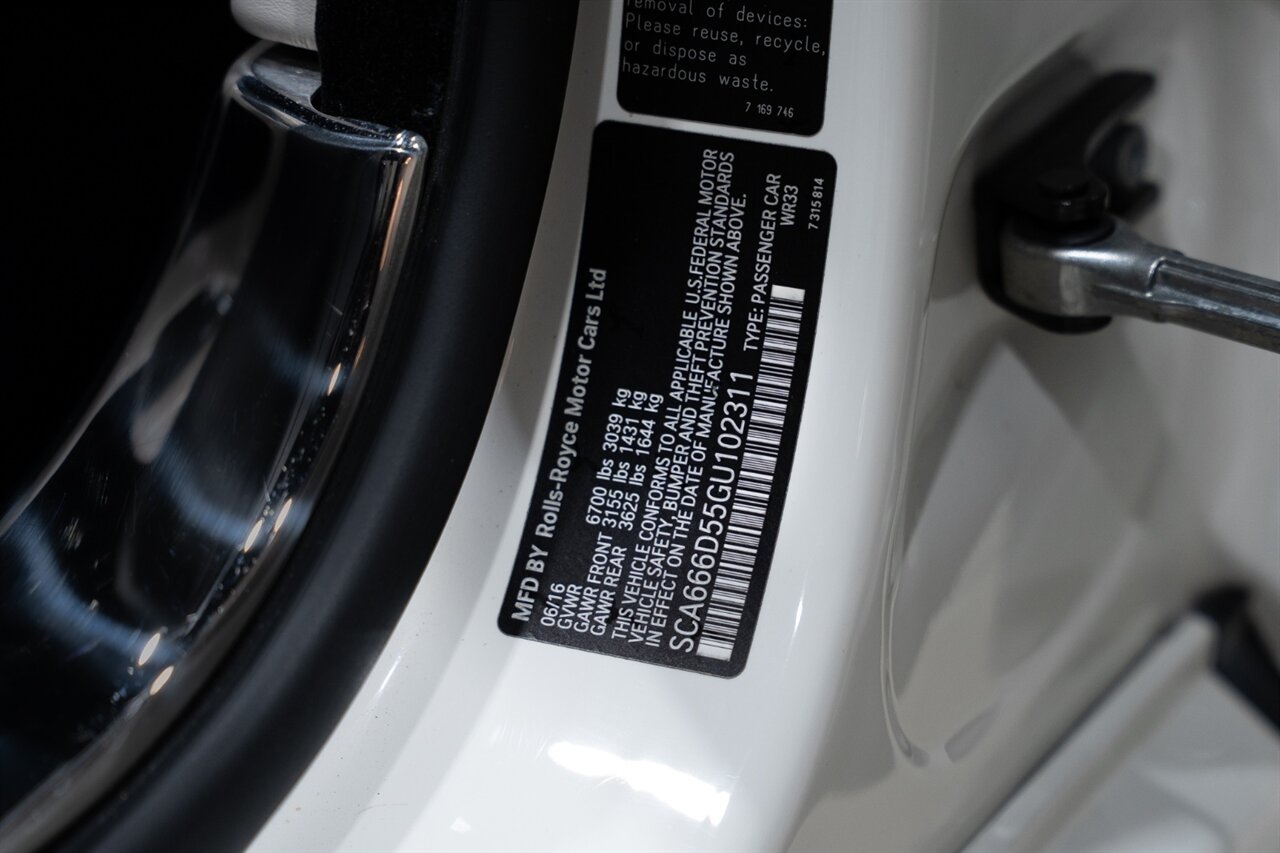 removal of devices:
Please reuse, recycle,
or dispose as
hazardous waste.
7 169 746
MFD BY Rolls-Royce Motor Cars Ltd
06/16
GVWR 6700 lbs 3039 kg
GAWR FRONT 3155 lbs 1431 kg
GAWR REAR 3625 lbs 1644 kg
THIS VEHICLE CONFORMS TO ALL APPLICABLE U.S. FEDERAL MOTOR
VEHICLE SAFETY, BUMPER AND THEFT PREVENTION STANDARDS
IN EFFECT ON THE DATE OF MANUFACTURE SHOWN ABOVE.
SCA666D55GU102311 TYPE: PASSENGER CAR
WR33
7 315 814